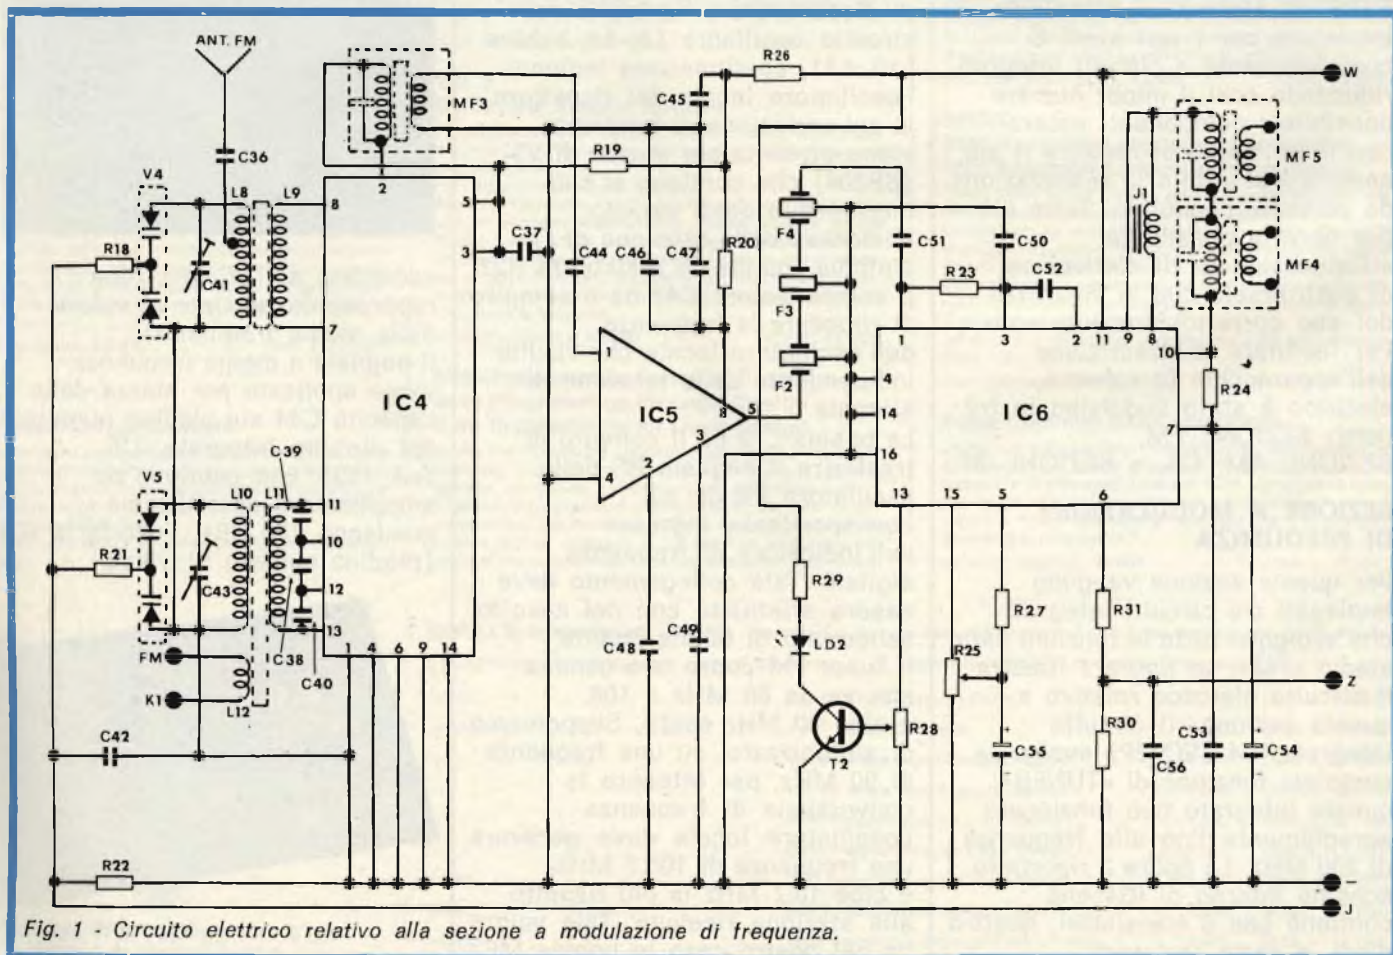 ANT. FM
C36
V4
R18
C41
L8
L9
8
7
2
MF3
IC4
5
3
C37
R19
C44
C46
C47
C45
R26
R20
W
C51
R23
C50
C52
J1
MF5
MF4
F4
F3
F2
1
3
2
11
9
8
10
R24
7
4
14
16
IC6
IC5
1
8
5
3
2
4
V5
R21
C43
L10
L11
C39
11
10
12
13
C38
C40
FM
K1
L12
1
4
6
9
14
C42
R22
C48
C49
R29
LD2
T2
R28
13
15
5
6
R25
R27
R31
R30
C55
C56
C53
C54
Z
I
J
Fig. 1 - Circuito elettrico relativo alla sezione a modulazione di frequenza.